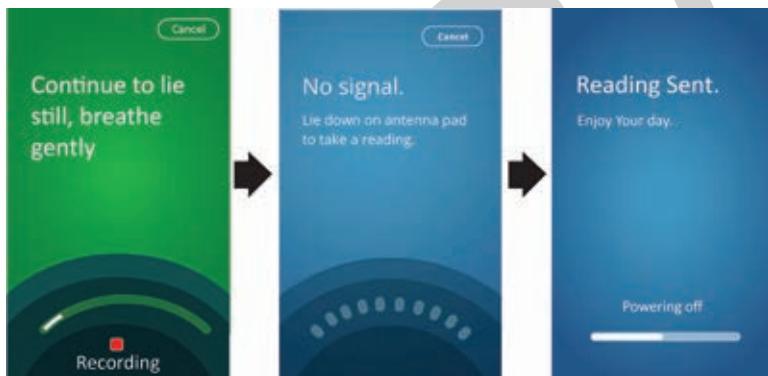 Cancel
Continue to lie
still, breathe
gently
Recording
Cancel
No signal.
Lie down on antenna pad
to take a reading.
Reading Sent.
Enjoy Your day.
Powering off